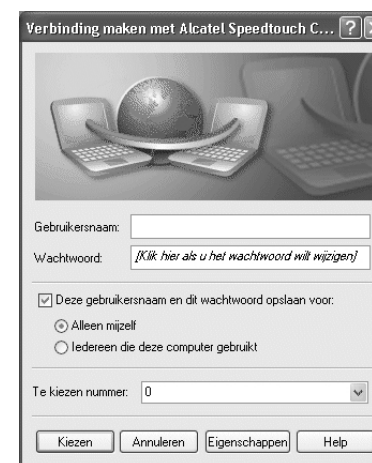 Verbinding maken met Alcatel Speedtouch C...
Gebruikersnaam:
Wachtwoord: [Klik hier als u het wachtwoord wilt wijzigen]
Deze gebruikersnaam en dit wachtwoord opslaan voor:
Alleen mijzelf
Iedereen die deze computer gebruikt
Te kiezen nummer: 0
Kiezen Annuleren Eigenschappen Help